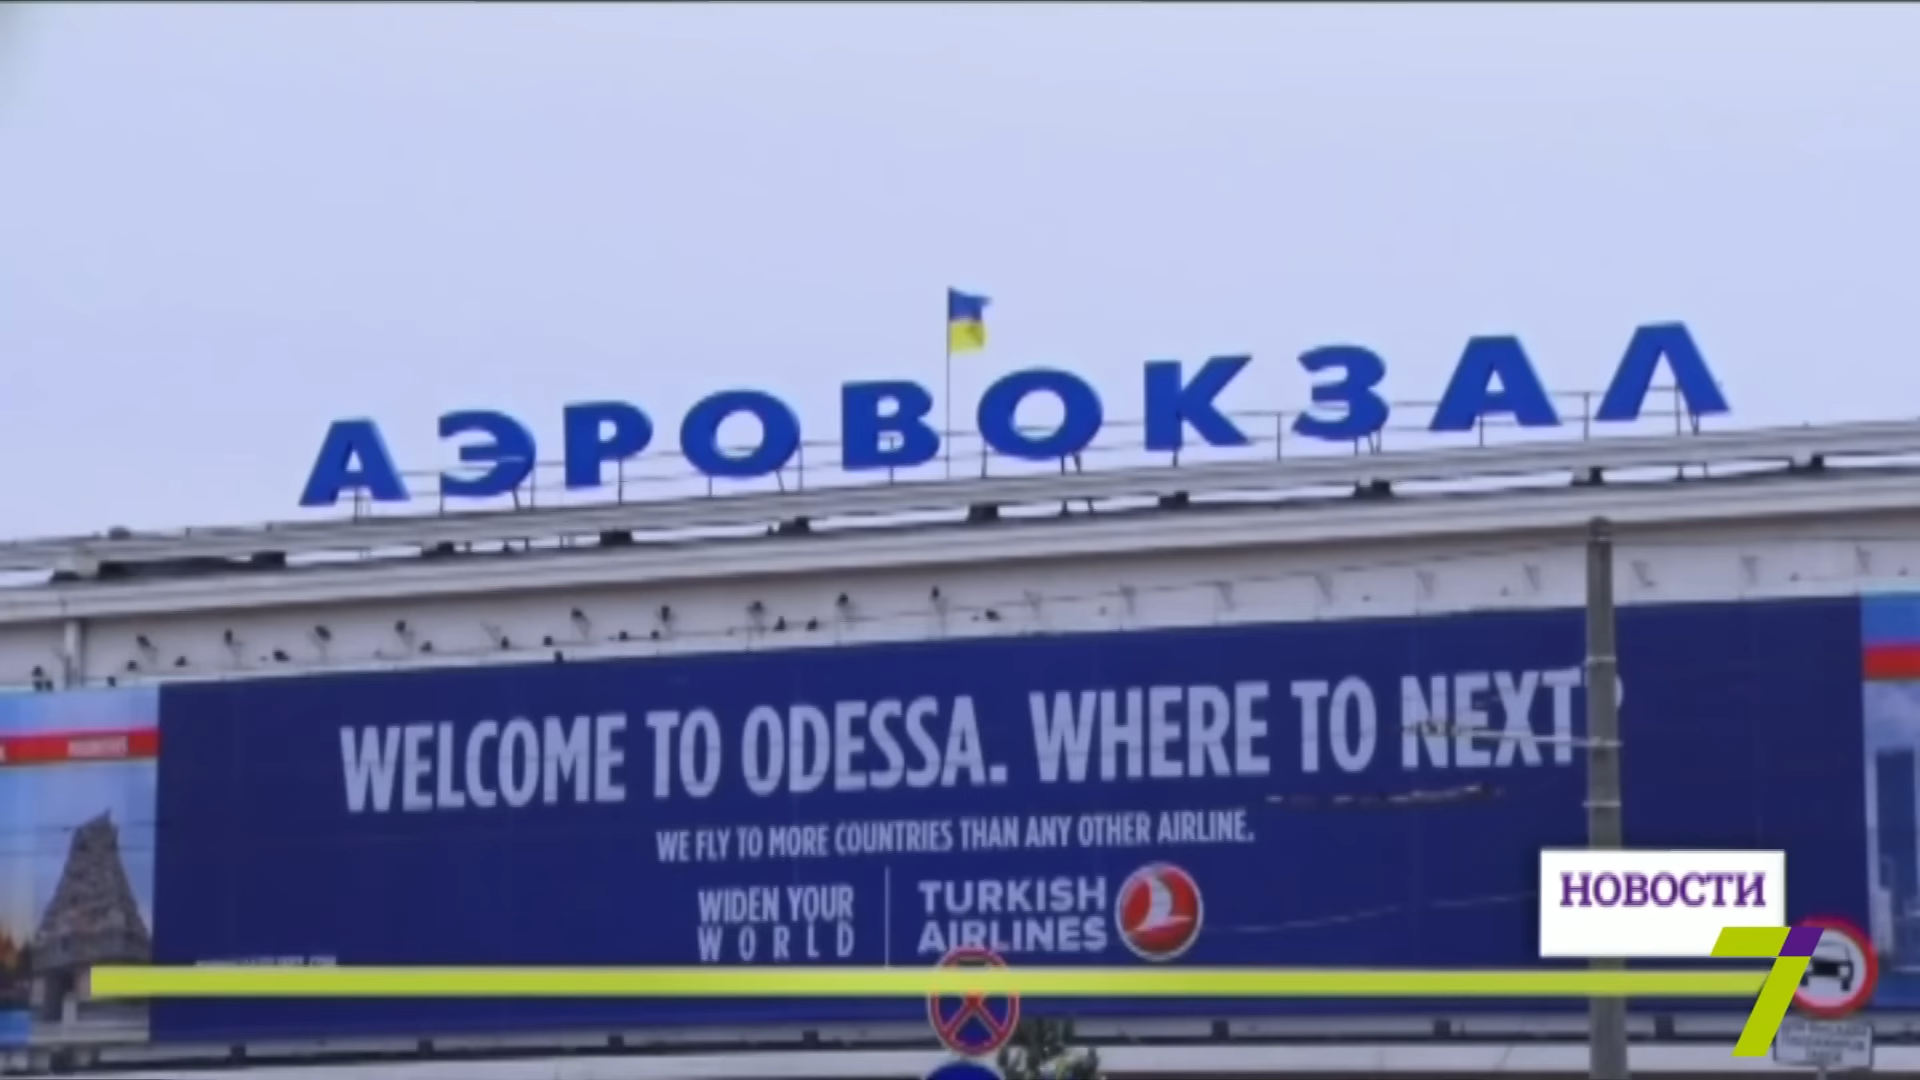 АЭРОВОКЗАЛ
WELCOME TO ODESSA. WHERE TO NEXT?
WE FLY TO MORE COUNTRIES THAN ANY OTHER AIRLINE.
WIDEN YOUR
WORLD
TURKISH
AIRLINES
НОВОСТИ
7